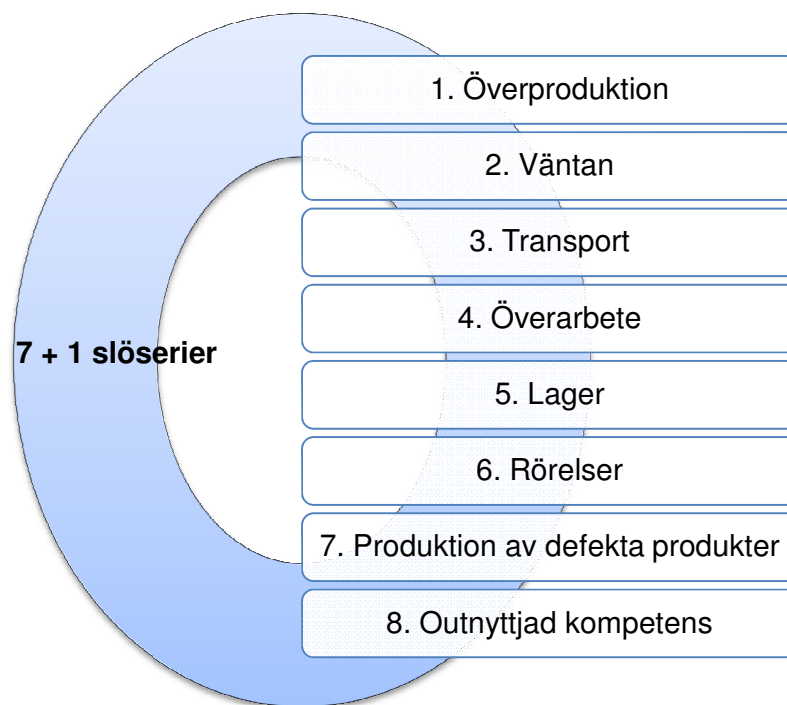 1. Överproduktion
2. Väntan
3. Transport
4. Överarbete
7 + 1 slöserier
5. Lager
6. Rörelser
7. Produktion av defekta produkter
8. Outnyttjad kompetens